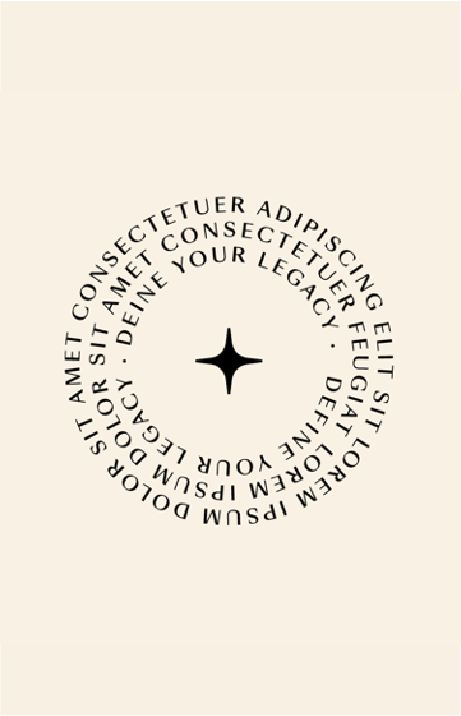 LOREM IPSUM DOLOR SIT AMET CONSECTETUER ADIPISCING ELIT SIT
LOREM IPSUM DOLOR SIT AMET CONSECTETUER FEUGIAT
DEINE YOUR LEGACY · DEFINE YOUR LEGACY ·